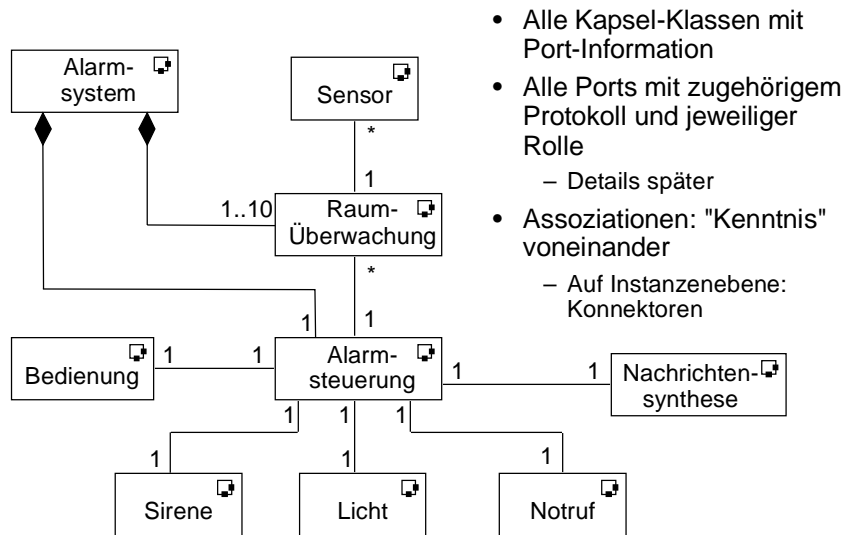 • Alle Kapsel-Klassen mit
Port-Information
• Alle Ports mit zugehörigem
Protokoll und jeweiliger
Rolle
– Details später
• Assoziationen: "Kenntnis"
voneinander
– Auf Instanzenebene:
Konnektoren
Alarm-
system
Sensor
*
1
1..10
Raum-
Überwachung
*
1
1
Bedienung
1
1
Alarm-
steuerung
1
1
Nachrichten-
synthese
1
1
1
1
1
1
Sirene
Licht
Notruf